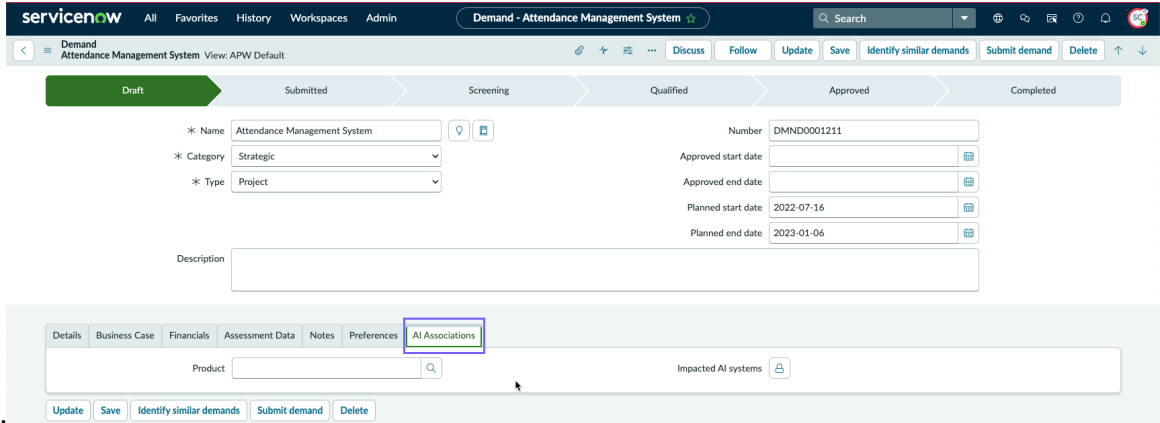 servicenow All Favorites History Workspaces Admin Demand - Attendance Management System Search SC
Demand
Attendance Management System View: APW Default Discuss Follow Update Save Identify similar demands Submit demand Delete
Draft Submitted Screening Qualified Approved Completed
Name Attendance Management System Number DMND0001211
Category Strategic Approved start date
Type Project Approved end date
Planned start date 2022-07-16
Planned end date 2023-01-06
Description
Details Business Case Financials Assessment Data Notes Preferences AI Associations
Product Impacted AI systems
Update Save Identify similar demands Submit demand Delete